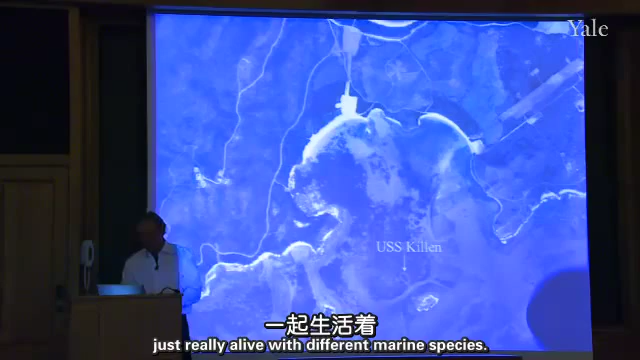 Yale
USS Killen
一起生活着
just really alive with different marine species.